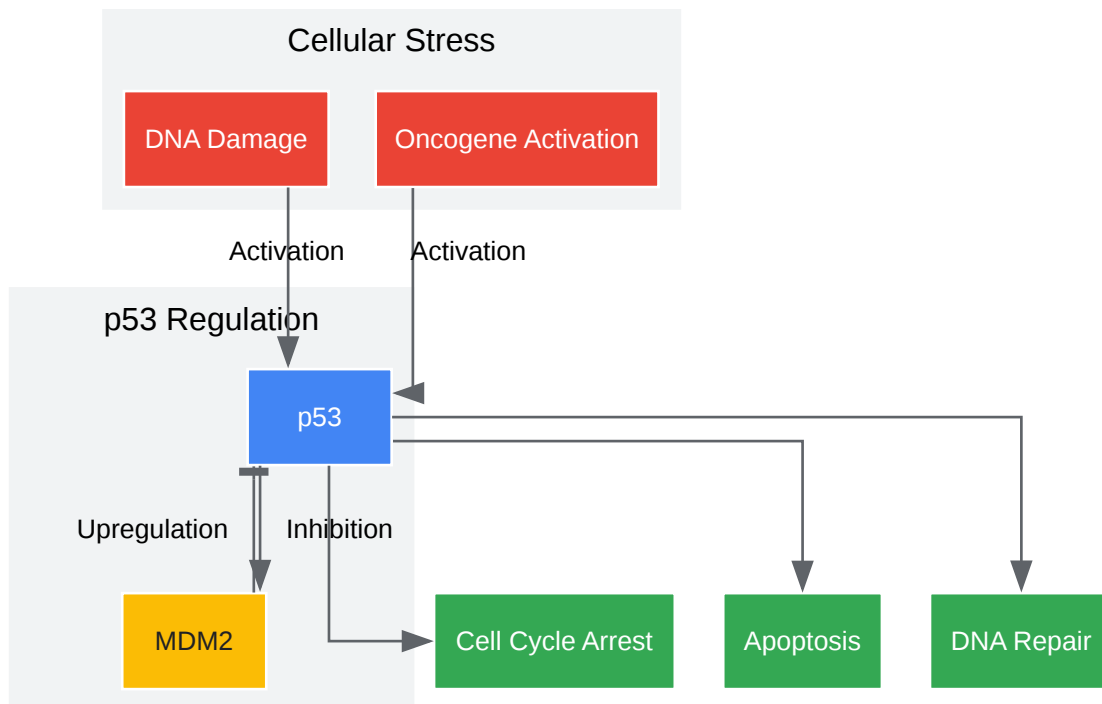 Cellular Stress
DNA Damage
Oncogene Activation
Activation
Activation
p53 Regulation
p53
Upregulation
Inhibition
MDM2
Cell Cycle Arrest
Apoptosis
DNA Repair